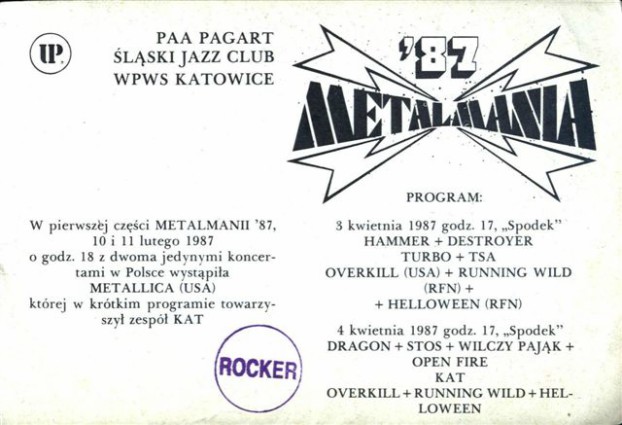 UP.
PAA PAGART
ŚLĄSKI JAZZ CLUB
WPWS KATOWICE
'87
METALMANIA
W pierwszej części METALMANII '87,
10 i 11 lutego 1987
o godz. 18 z dwoma jedynymi koncer-
tami w Polsce wystąpiła
METALLICA (USA)
której w krótkim programie towarzy-
szył zespół KAT
ROCKER
PROGRAM:
3 kwietnia 1987 godz. 17, „Spodek"
HAMMER + DESTROYER
TURBO + TSA
OVERKILL (USA) + RUNNING WILD
(RFN) +
+ HELLOWEEN (RFN)
4 kwietnia 1987 godz. 17, „Spodek"
DRAGON + STOS + WILCZY PAJĄK +
OPEN FIRE
KAT
OVERKILL + RUNNING WILD + HEL-
LOWEEN